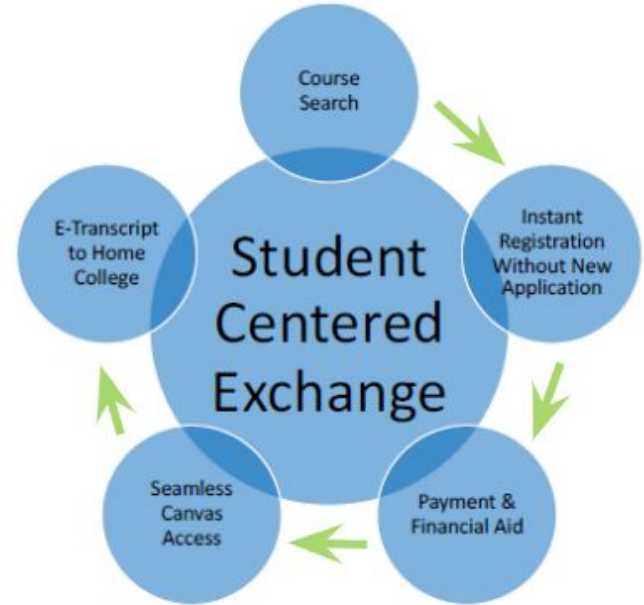 Course
Search
Instant
Registration
Without New
Application
Payment &
Financial Aid
Seamless
Canvas
Access
E-Transcript
to Home
College
Student
Centered
Exchange